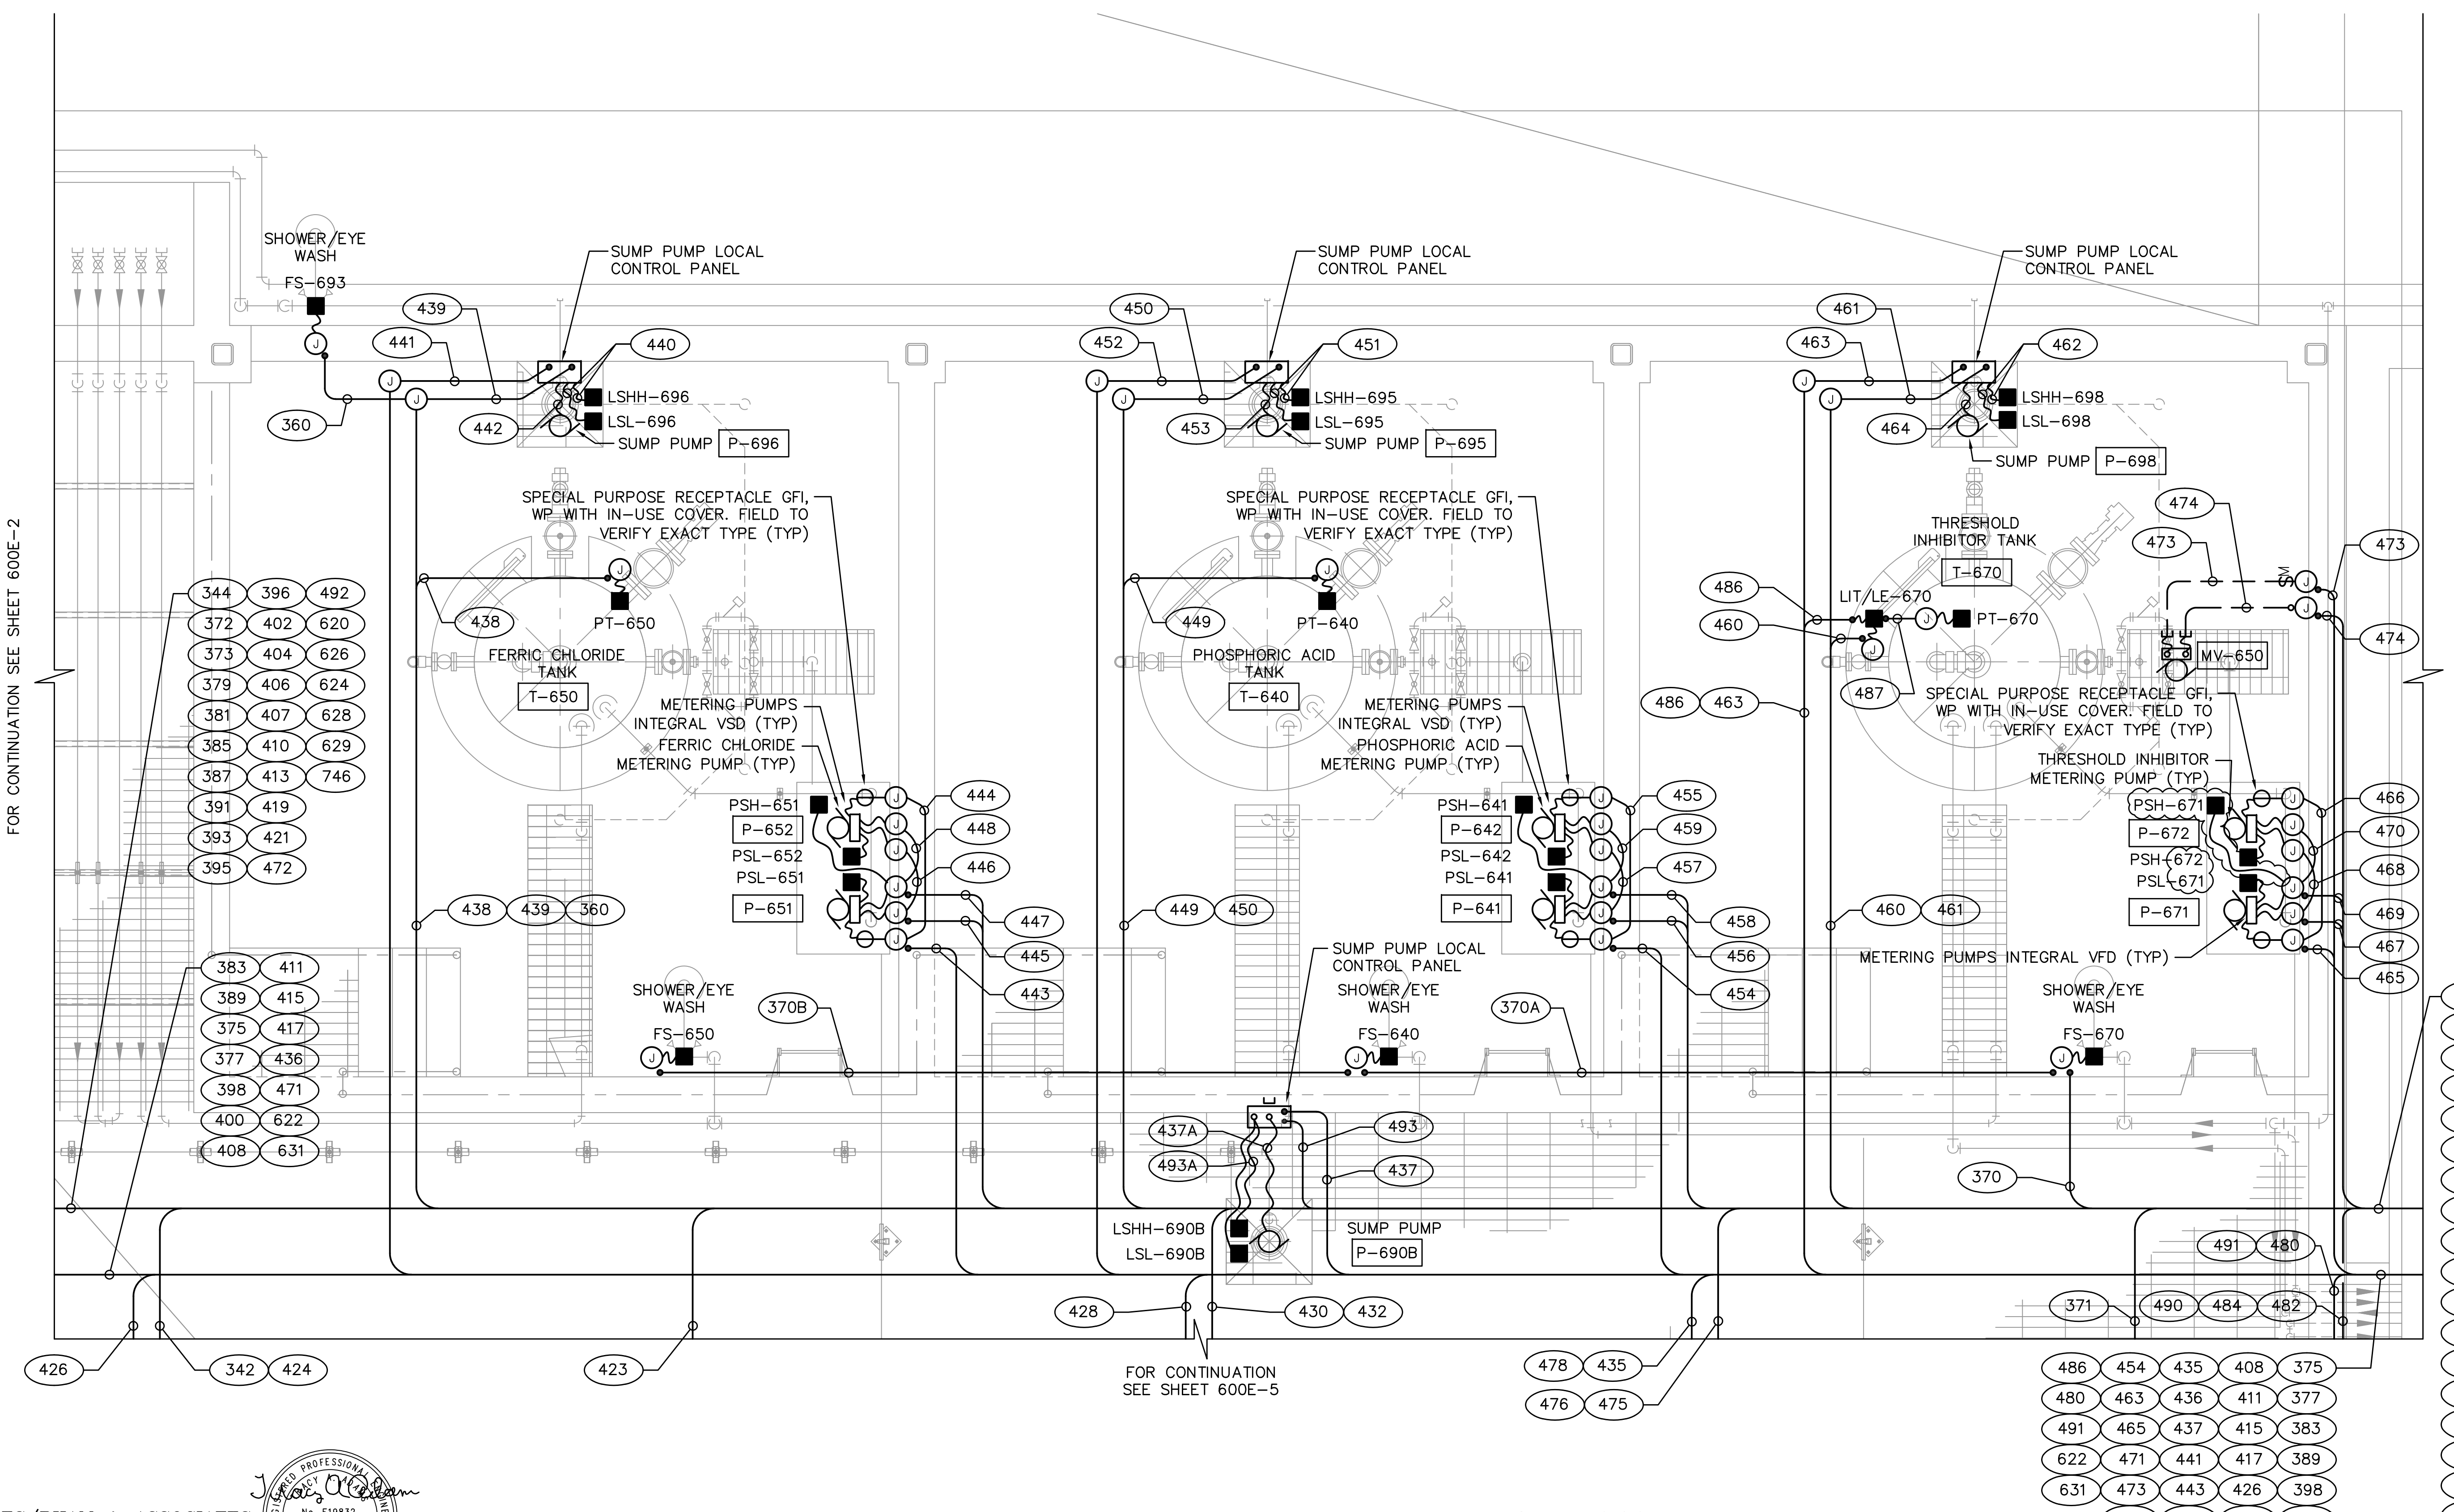 FOR CONTINUATION SEE SHEET 600E-2
SHOWER/EYE
WASH
FS-693
J
360
439
441
J
J
SUMP PUMP LOCAL
CONTROL PANEL
440
LSHH-696
LSL-696
442
SUMP PUMP
P-696
450
452
J
J
SUMP PUMP LOCAL
CONTROL PANEL
451
LSHH-695
LSL-695
453
SUMP PUMP
P-695
461
463
J
J
SUMP PUMP LOCAL
CONTROL PANEL
462
LSHH-698
LSL-698
464
SUMP PUMP
P-698
SPECIAL PURPOSE RECEPTACLE GFI,
WP WITH IN-USE COVER. FIELD TO
VERIFY EXACT TYPE (TYP)
J
438
PT-650
FERRIC CHLORIDE
TANK
T-650
METERING PUMPS
INTEGRAL VSD (TYP)
FERRIC CHLORIDE
METERING PUMP (TYP)
SPECIAL PURPOSE RECEPTACLE GFI,
WP WITH IN-USE COVER. FIELD TO
VERIFY EXACT TYPE (TYP)
J
449
PT-640
PHOSPHORIC ACID
TANK
T-640
METERING PUMPS
INTEGRAL VSD (TYP)
PHOSPHORIC ACID
METERING PUMP (TYP)
THRESHOLD
INHIBITOR TANK
T-670
474
473
473
SM
J
J
474
486
460
LIT/LE-670
J
PT-670
J
487
MV-650
486 463
SPECIAL PURPOSE RECEPTACLE GFI,
WP WITH IN-USE COVER. FIELD TO
VERIFY EXACT TYPE (TYP)
THRESHOLD INHIBITOR
METERING PUMP (TYP)
344 396 492
372 402 620
373 404 626
379 406 624
381 407 628
385 410 629
387 413 746
391 419
393 421
395 472
PSH-651
P-652
PSL-652
PSL-651
P-651
J
J
J
J
J
J
444
448
446
447
445
443
438 439 360
PSH-641
P-642
PSL-642
PSL-641
P-641
J
J
J
J
J
J
455
459
457
458
456
454
449 450
PSH-671
P-672
PSH-672
PSL-671
P-671
J
J
J
J
J
J
466
470
468
469
467
465
460 461
METERING PUMPS INTEGRAL VFD (TYP)
383 411
389 415
375 417
377 436
398 471
400 622
408 631
SHOWER/EYE
WASH
FS-650
J
370B
SUMP PUMP LOCAL
CONTROL PANEL
SHOWER/EYE
WASH
FS-640
J
370A
SHOWER/EYE
WASH
FS-670
J
437A
493
493A
437
370
LSHH-690B
LSL-690B
SUMP PUMP
P-690B
491 480
428
430 432
371
490 484 482
426
342 424
423
FOR CONTINUATION
SEE SHEET 600E-5
478 435
476 475
486 454 435 408 375
480 463 436 411 377
491 465 437 415 383
622 471 441 417 389
631 473 443 426 398
PROFESSIONAL
No. E19832